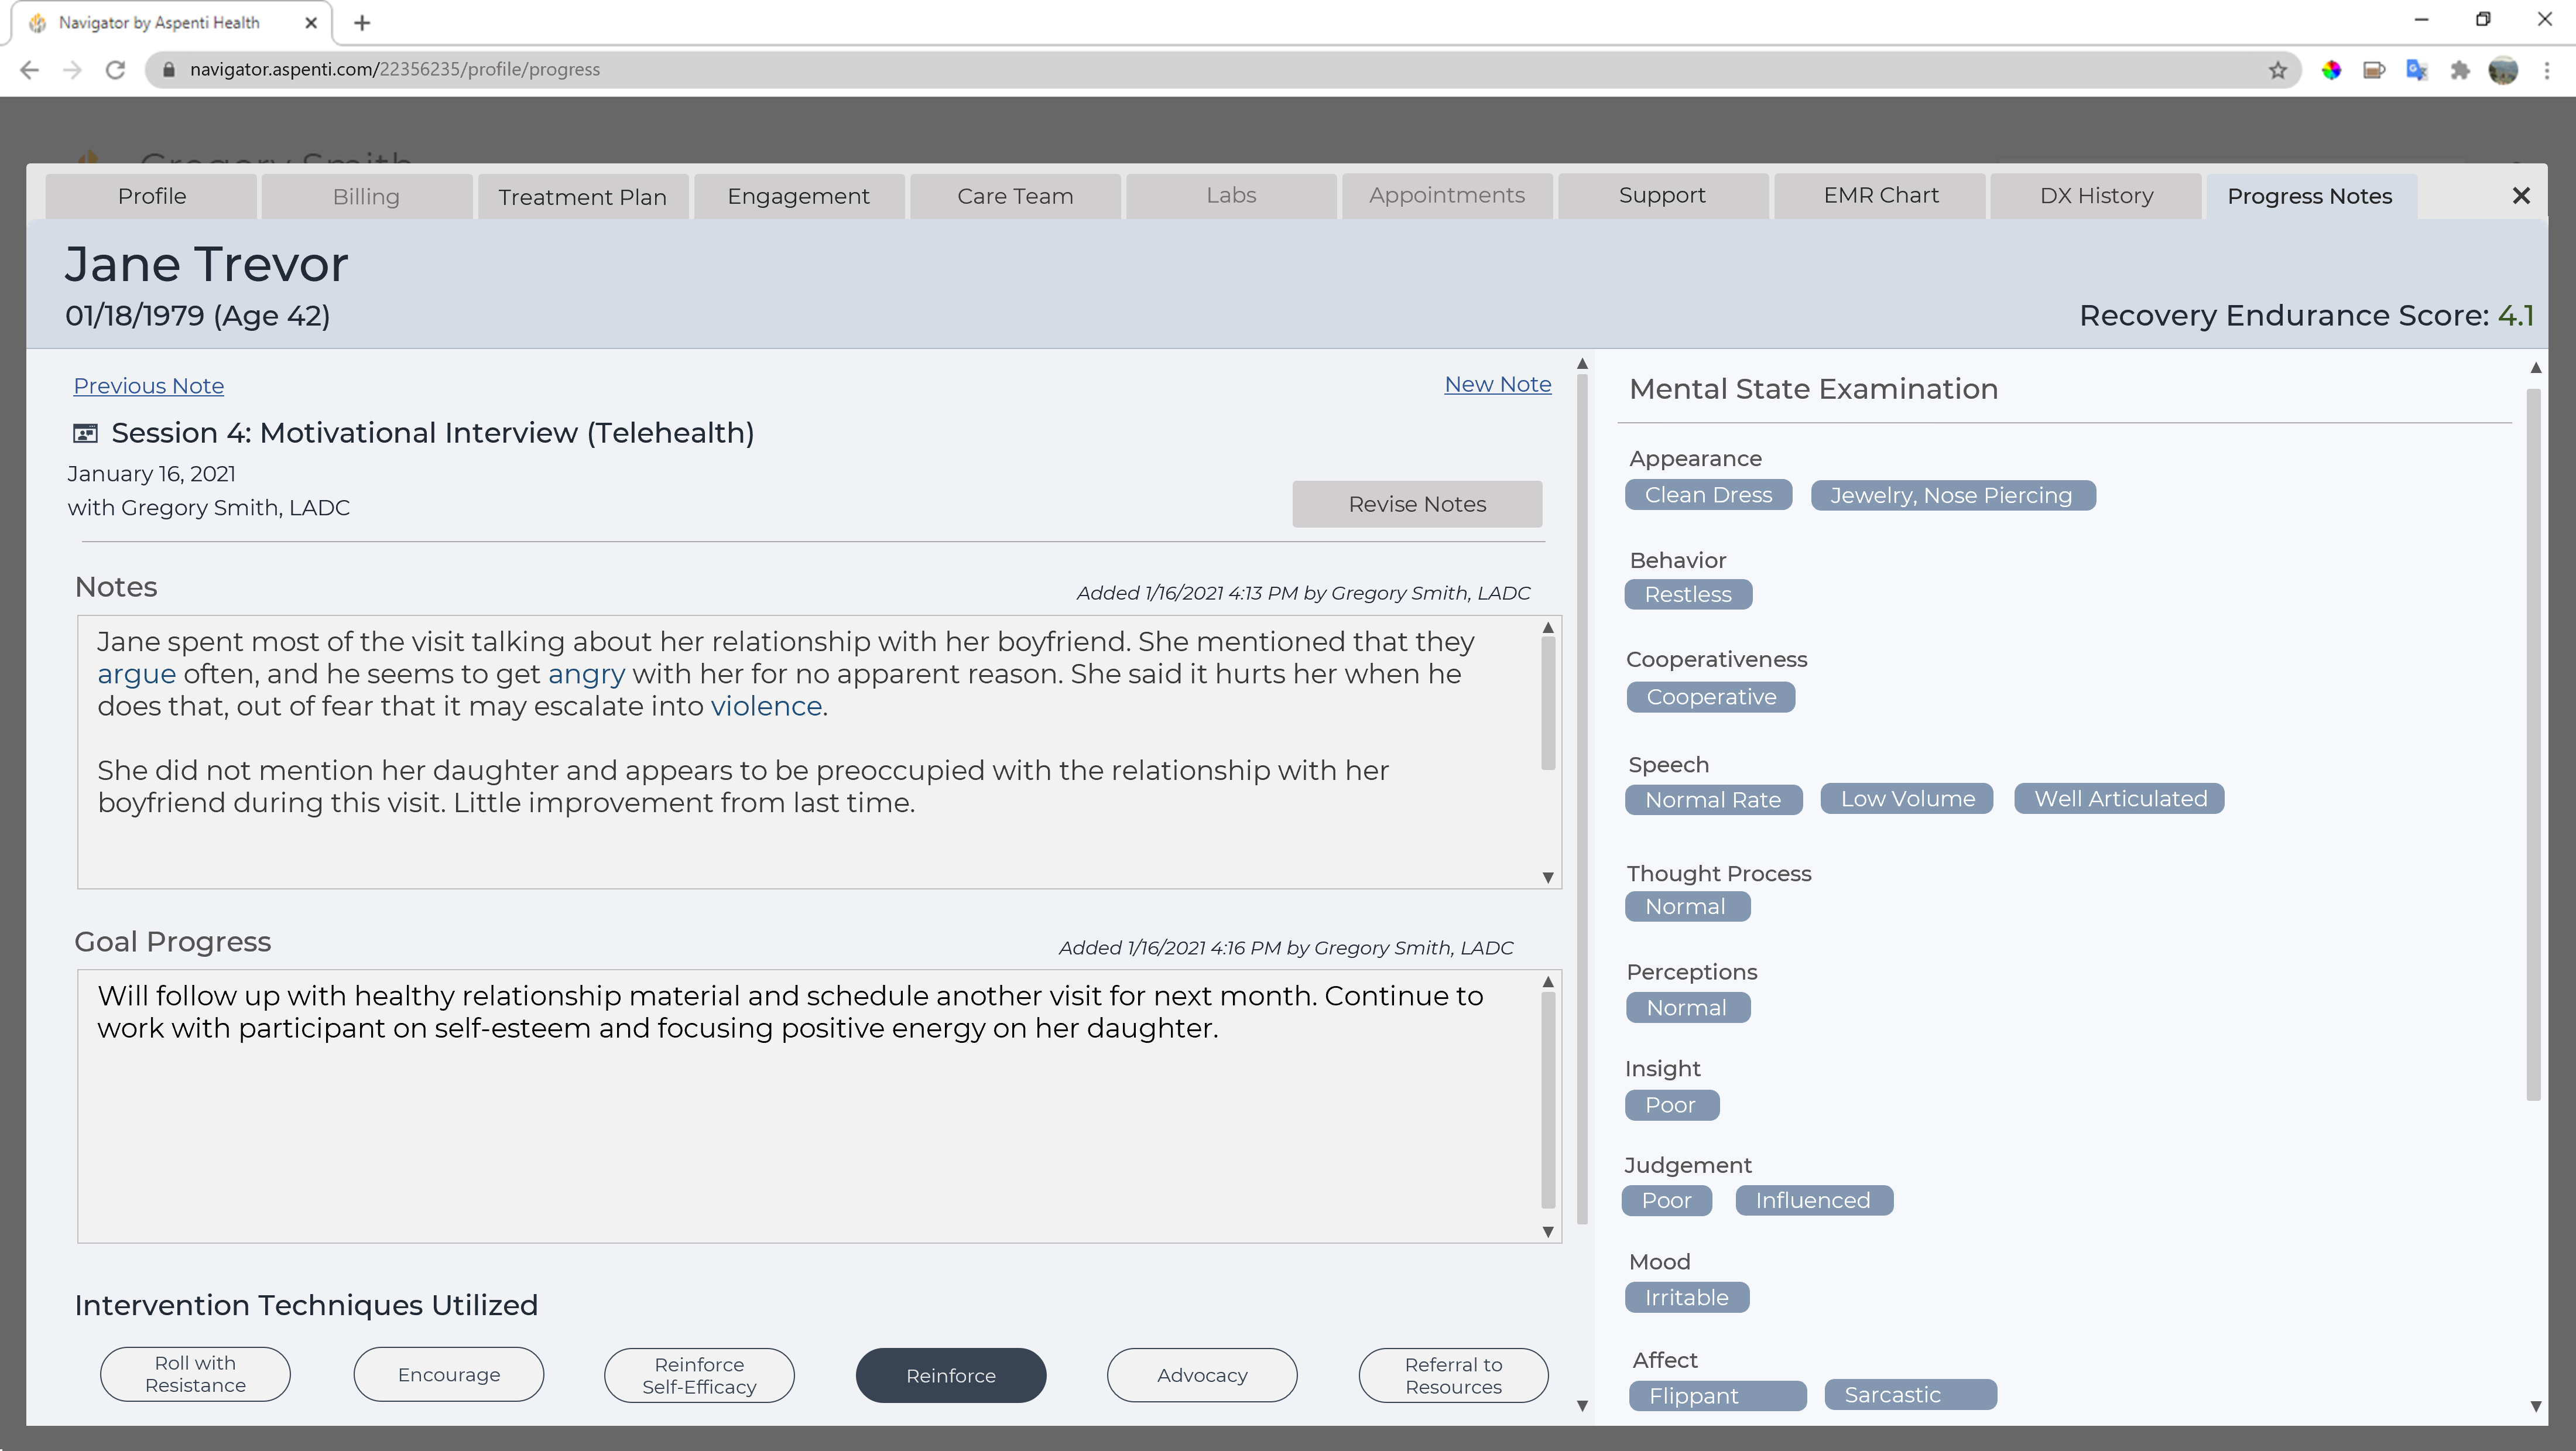 Navigator by Aspenti Health
navigator.aspenti.com/22356235/profile/progress
Gregory Smith
Profile
Billing
Treatment Plan
Engagement
Care Team
Labs
Appointments
Support
EMR Chart
DX History
Progress Notes
Jane Trevor
01/18/1979 (Age 42)
Recovery Endurance Score: 4.1
Previous Note
New Note
Session 4: Motivational Interview (Telehealth)
January 16, 2021
with Gregory Smith, LADC
Revise Notes
Notes
Added 1/16/2021 4:13 PM by Gregory Smith, LADC
Jane spent most of the visit talking about her relationship with her boyfriend. She mentioned that they
argue often, and he seems to get angry with her for no apparent reason. She said it hurts her when he
does that, out of fear that it may escalate into violence.
She did not mention her daughter and appears to be preoccupied with the relationship with her
boyfriend during this visit. Little improvement from last time.
Goal Progress
Added 1/16/2021 4:16 PM by Gregory Smith, LADC
Will follow up with healthy relationship material and schedule another visit for next month. Continue to
work with participant on self-esteem and focusing positive energy on her daughter.
Intervention Techniques Utilized
Roll with
Resistance
Encourage
Reinforce
Self-Efficacy
Reinforce
Advocacy
Referral to
Resources
Mental State Examination
Appearance
Clean Dress
Jewelry, Nose Piercing
Behavior
Restless
Cooperativeness
Cooperative
Speech
Normal Rate
Low Volume
Well Articulated
Thought Process
Normal
Perceptions
Normal
Insight
Poor
Judgement
Poor
Influenced
Mood
Irritable
Affect
Flippant
Sarcastic